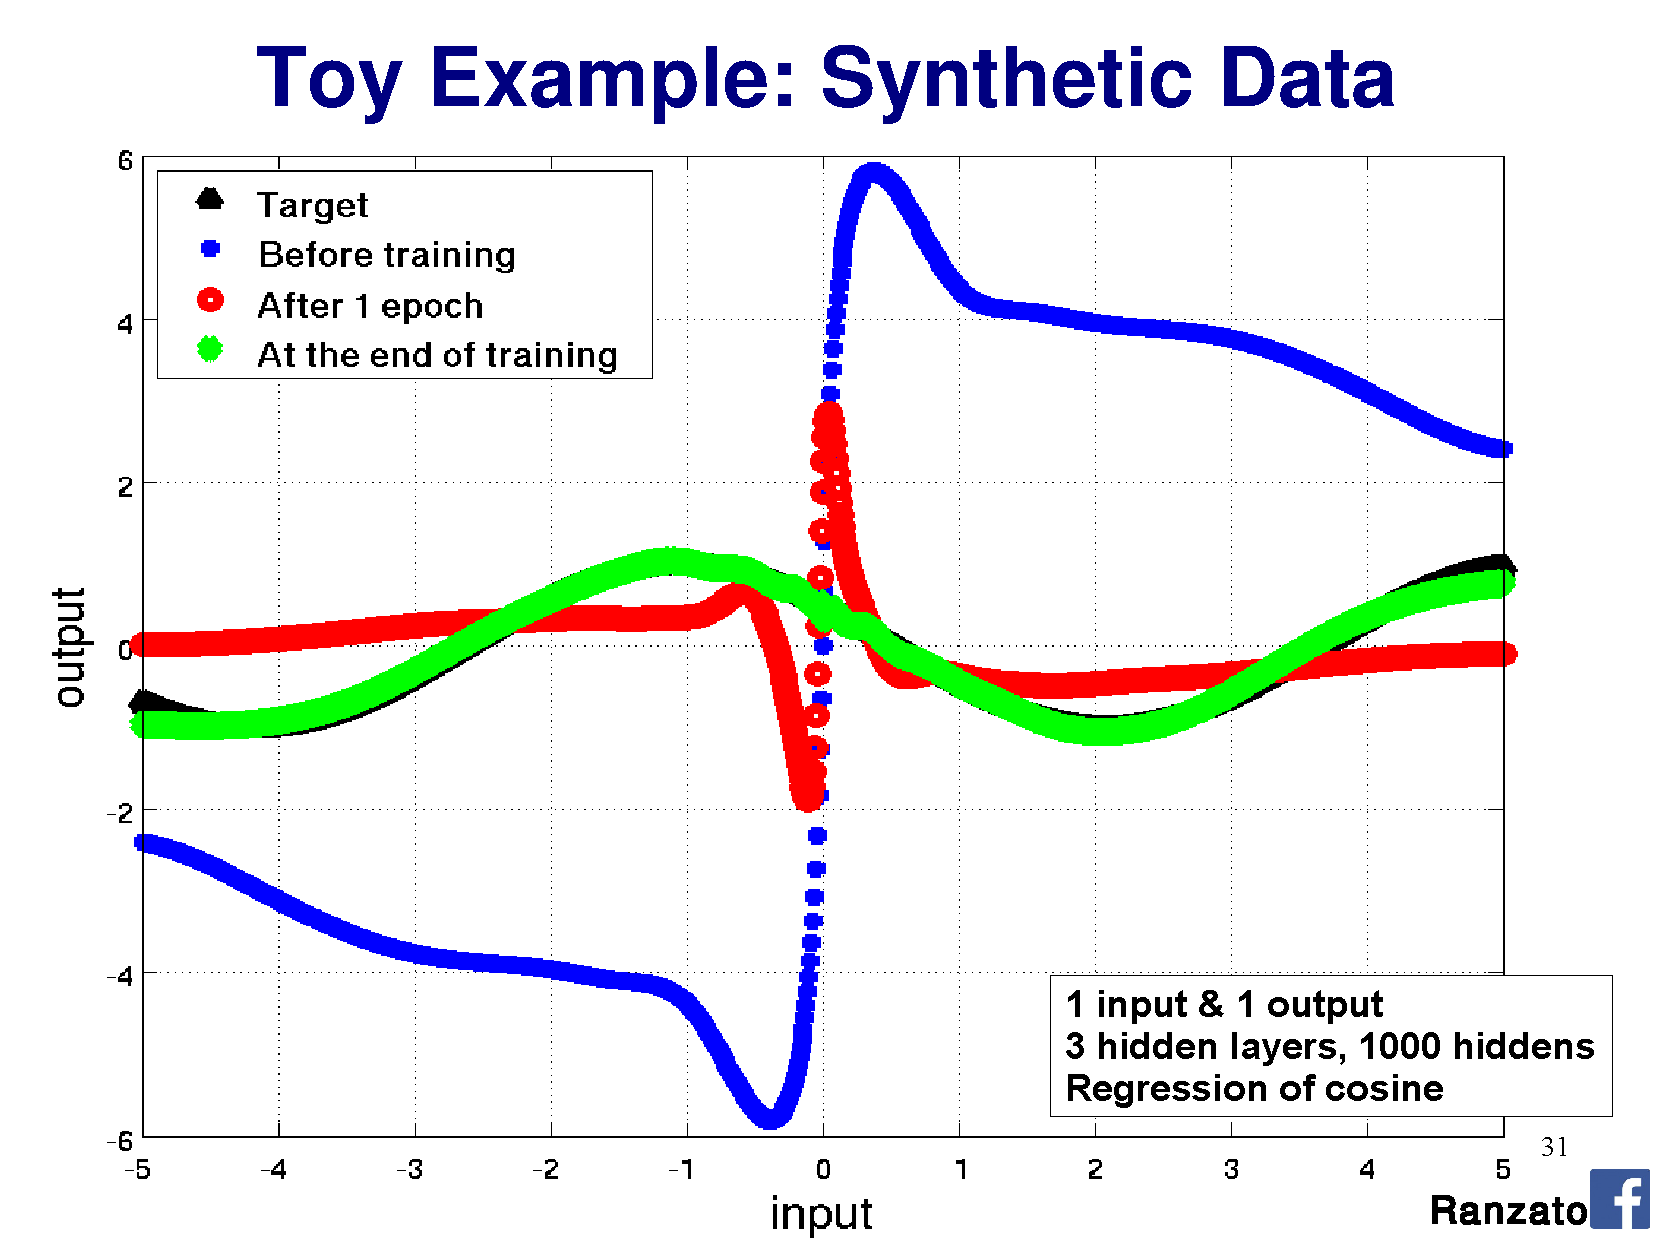 Toy Example: Synthetic Data
6
4
2
0
-2
-4
-6
output
Target
Before training
After 1 epoch
At the end of training
1 input & 1 output
3 hidden layers, 1000 hiddens
Regression of cosine
-5 -4 -3 -2 -1 0 1 2 3 4 5
input
31
Ranzato f